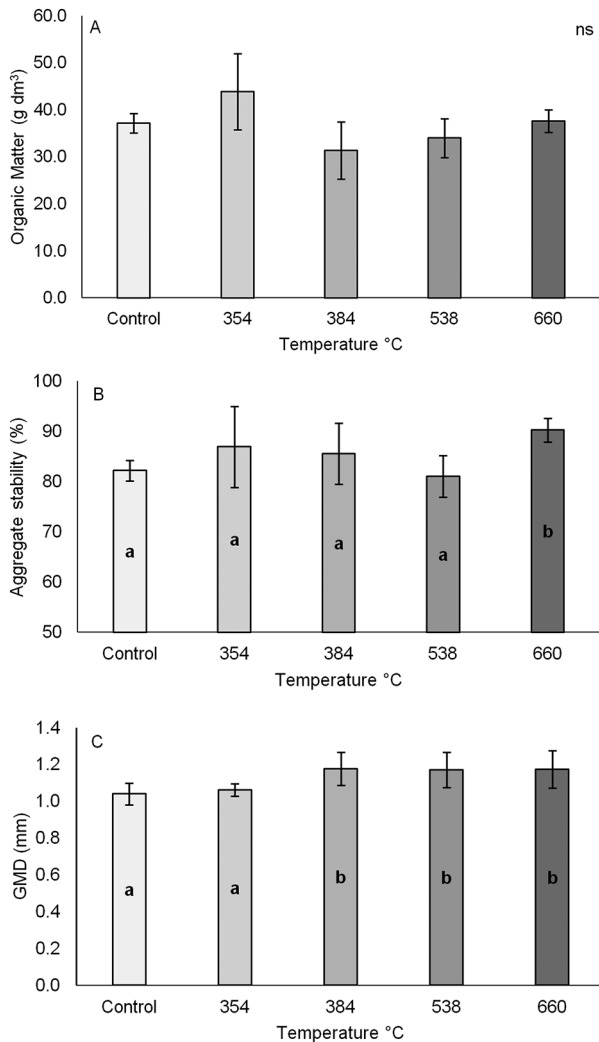 A
ns
Organic Matter (g dm³)
60.0
50.0
40.0
30.0
20.0
10.0
0.0
Control 354 384 538 660
Temperature °C
B
Aggregate stability (%)
100
90
80
70
60
50
a a a a b
Control 354 384 538 660
Temperature °C
C
GMD (mm)
1.4
1.2
1.0
0.8
0.6
0.4
0.2
0.0
a a b b b
Control 354 384 538 660
Temperature °C